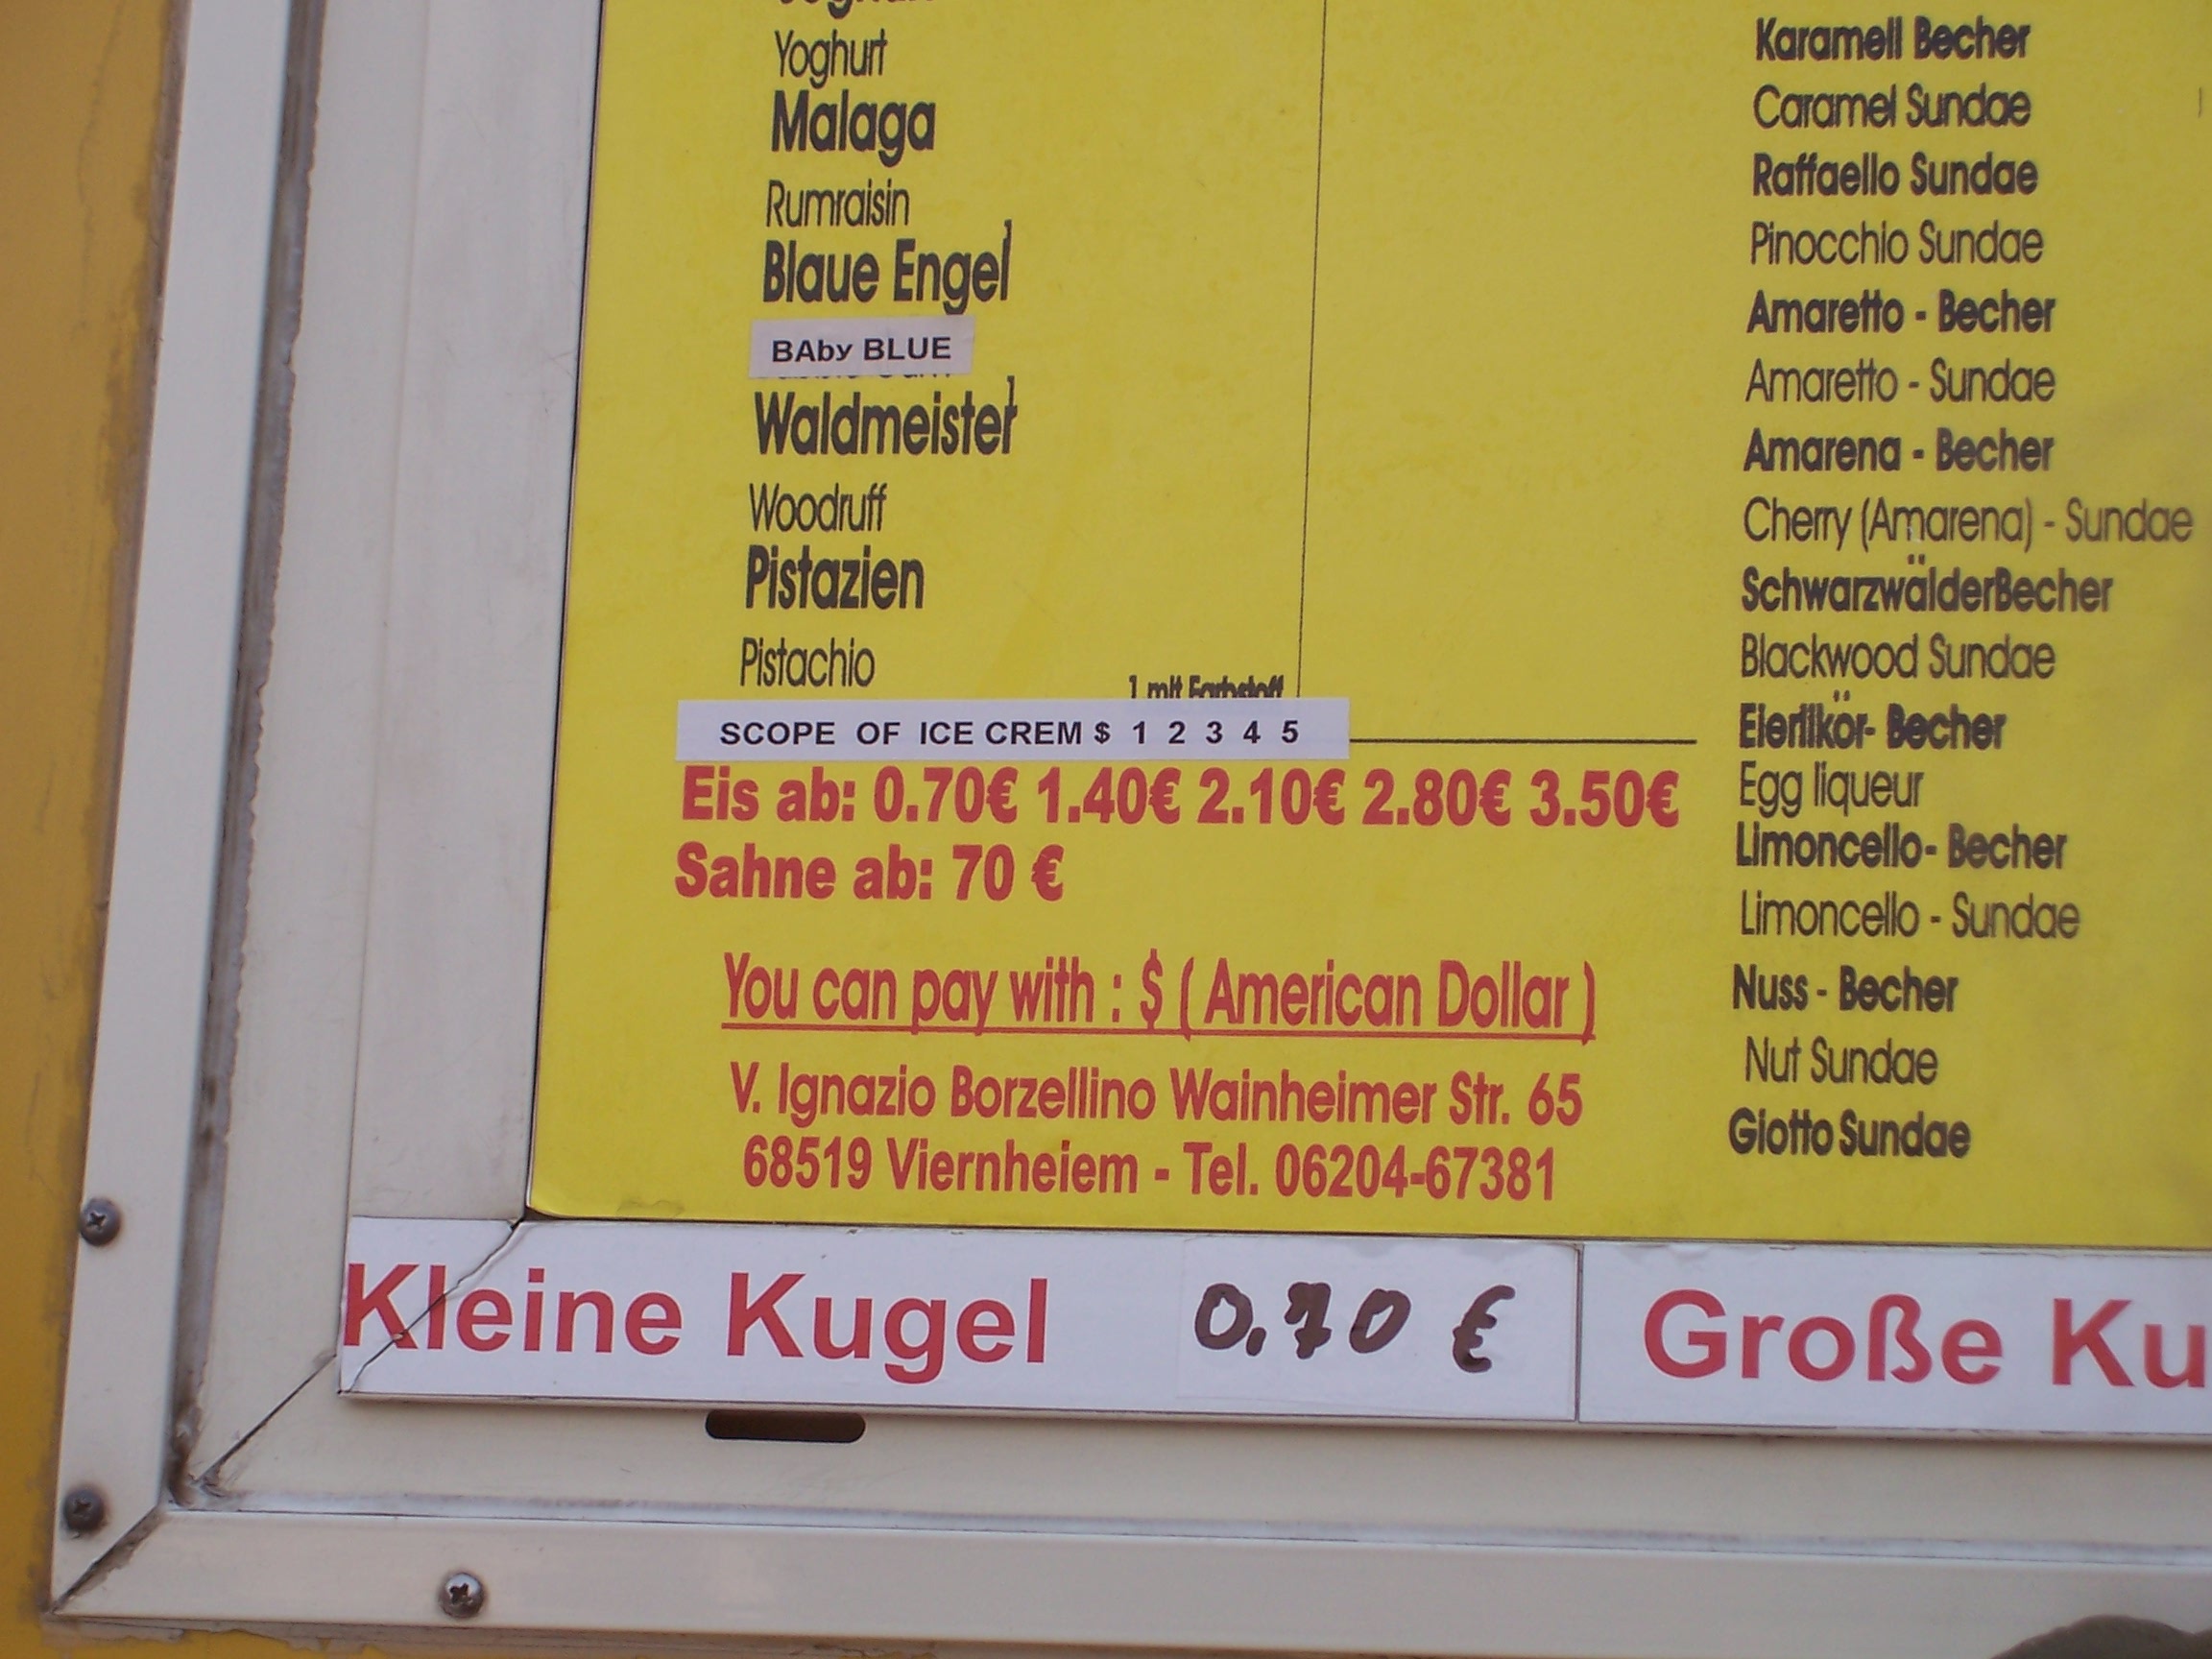 Yoghurt
Malaga
Rumraisin
Blaue Engel 1
BAby BLUE
Waldmeister 1
Woodruff
Pistazien
Pistachio
1 mit Farbstoff
SCOPE OF ICE CREM $ 1 2 3 4 5
Eis ab: 0.70€ 1.40€ 2.10€ 2.80€ 3.50€
Sahne ab: 70 €
You can pay with : $ ( American Dollar )
V. Ignazio Borzellino Wainheimer Str. 65
68519 Viernheiem - Tel. 06204-67381
Karamell Becher
Caramel Sundae
Raffaello Sundae
Pinocchio Sundae
Amaretto - Becher
Amaretto - Sundae
Amarena - Becher
Cherry (Amarena) - Sundae
SchwarzwälderBecher
Blackwood Sundae
Eierlikör- Becher
Egg liqueur
Limoncello- Becher
Limoncello - Sundae
Nuss - Becher
Nut Sundae
Giotto Sundae
Kleine Kugel 0.70 €
Große Ku